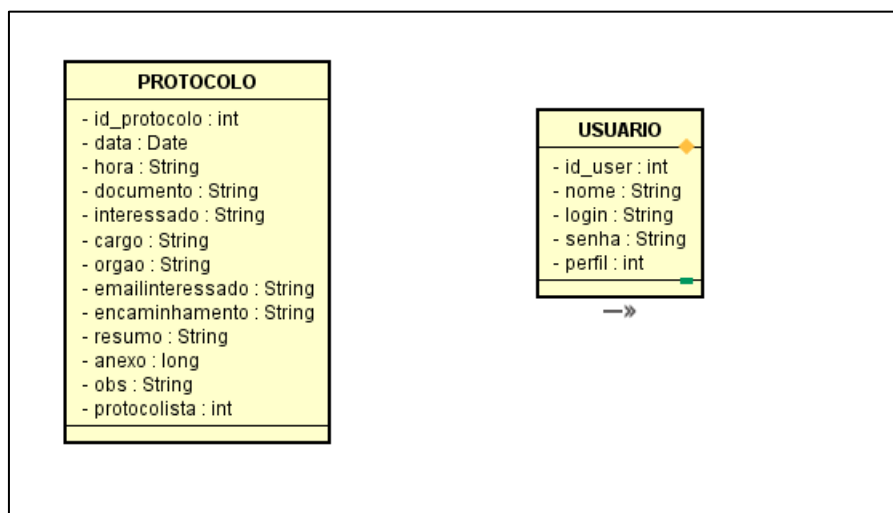 PROTOCOLO
- id_protocolo : int
- data : Date
- hora : String
- documento : String
- interessado : String
- cargo : String
- orgao : String
- emailinteressado : String
- encaminhamento : String
- resumo : String
- anexo : long
- obs : String
- protocolista : int
USUARIO
- id_user : int
- nome : String
- login : String
- senha : String
- perfil : int